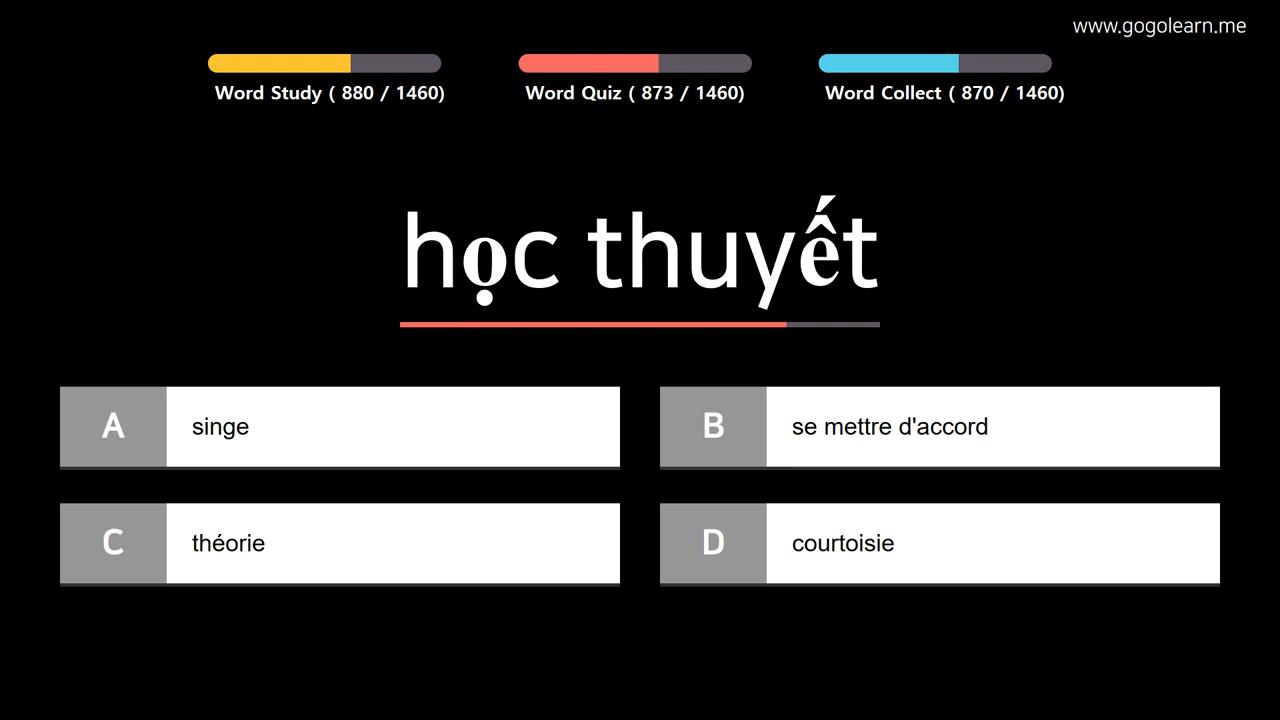 www.gogolearn.me
Word Study ( 880 / 1460)
Word Quiz ( 873 / 1460)
Word Collect ( 870 / 1460)
học thuyết
A singe
B se mettre d'accord
C théorie
D courtoisie